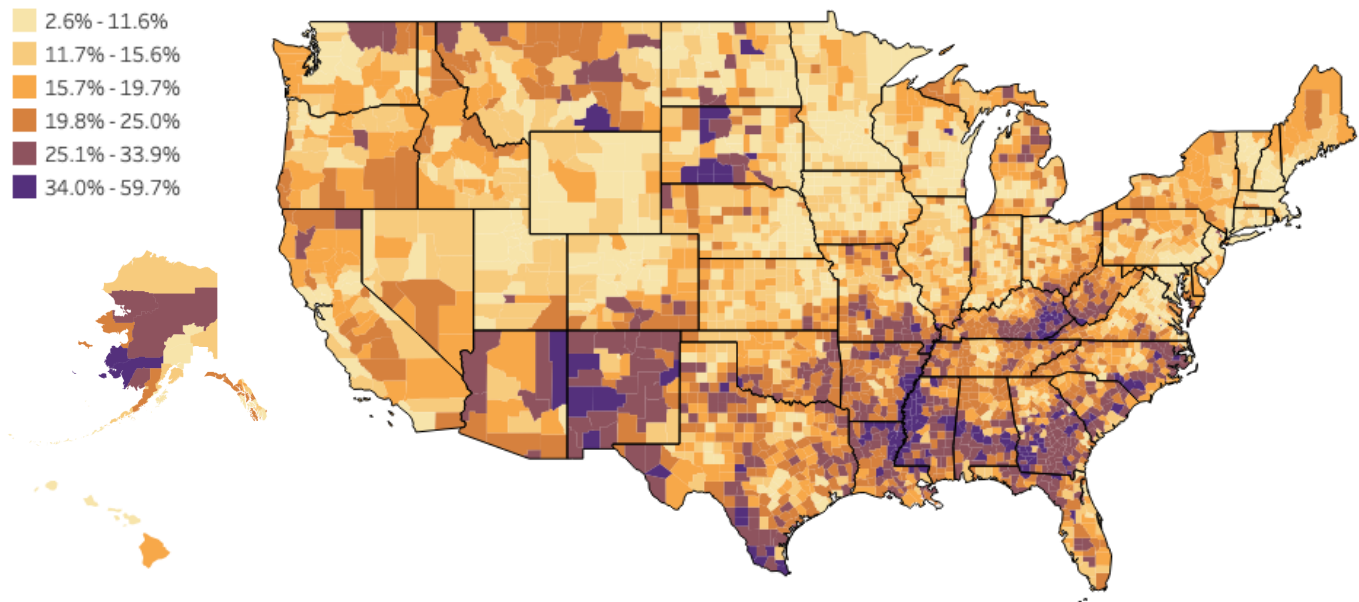 2.6% - 11.6%
11.7% - 15.6%
15.7% - 19.7%
19.8% - 25.0%
25.1% - 33.9%
34.0% - 59.7%